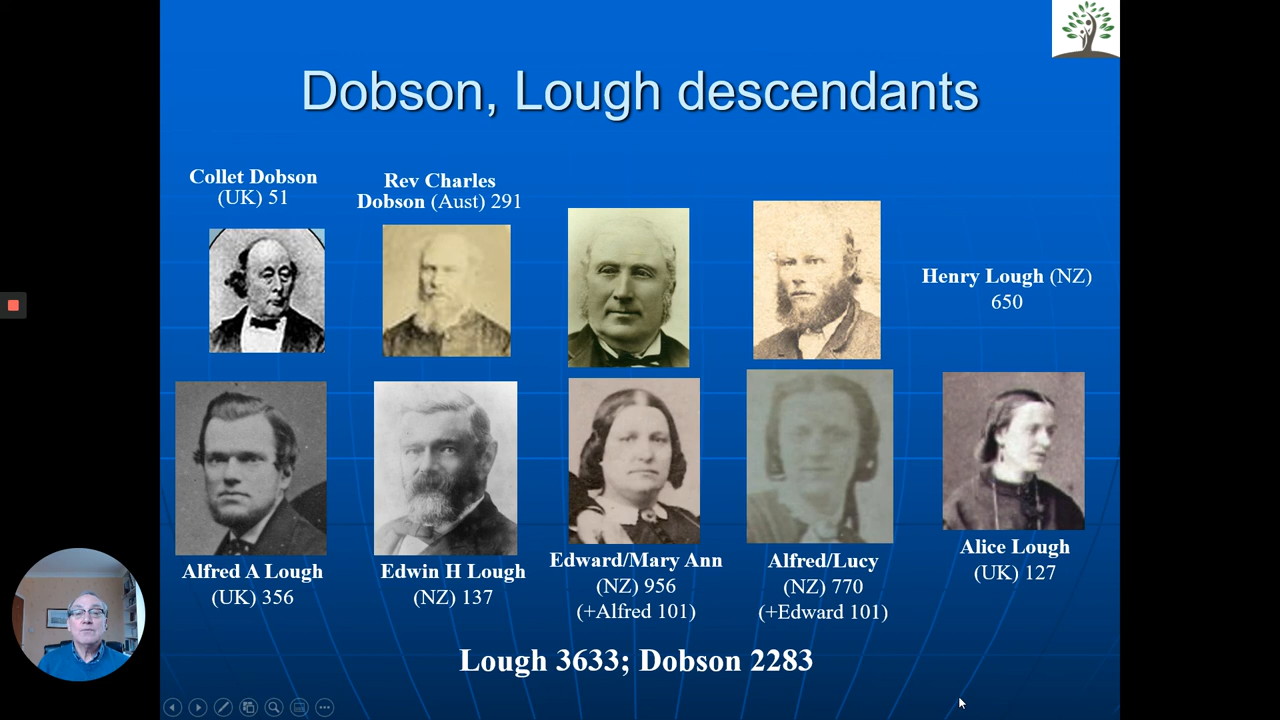 Dobson, Lough descendants
Collet Dobson
(UK) 51
Rev Charles
Dobson (Aust) 291
Henry Lough (NZ)
650
Alfred A Lough
(UK) 356
Edwin H Lough
(NZ) 137
Edward/Mary Ann
(NZ) 956
(+Alfred 101)
Alfred/Lucy
(NZ) 770
(+Edward 101)
Alice Lough
(UK) 127
Lough 3633; Dobson 2283